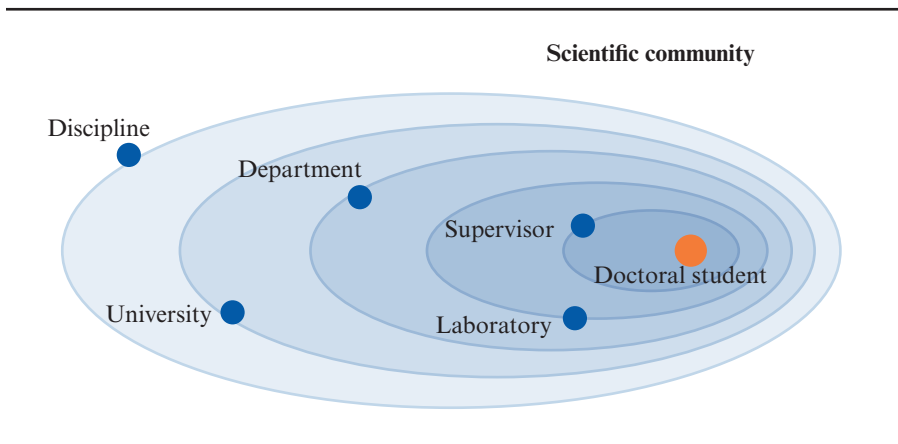 Scientific community
Discipline
Department
Supervisor
Doctoral student
University
Laboratory